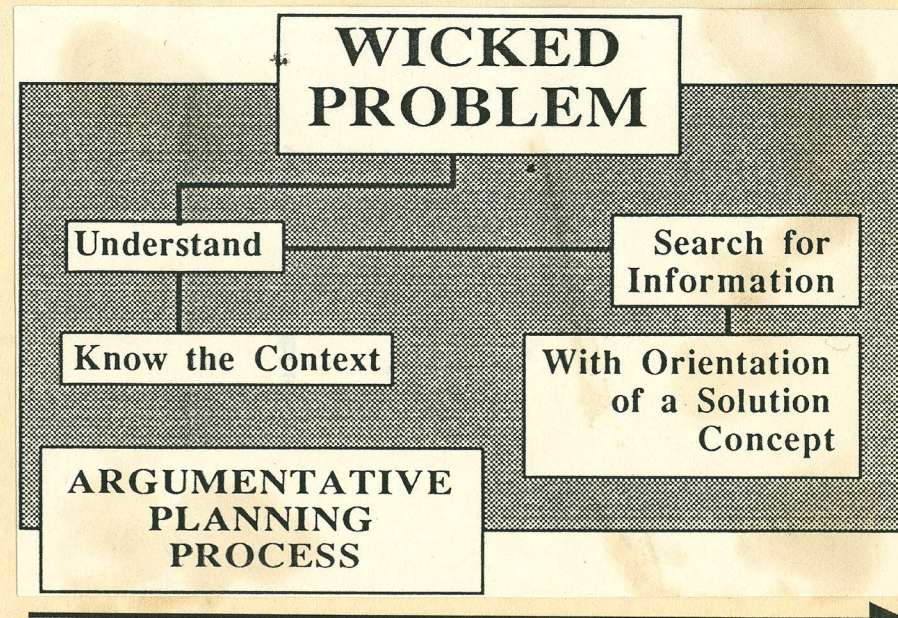 WICKED
PROBLEM
Understand
Search for
Information
Know the Context
With Orientation
of a Solution
Concept
ARGUMENTATIVE
PLANNING
PROCESS